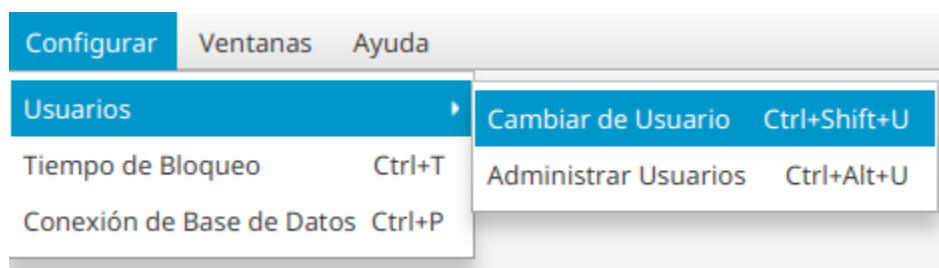 Configurar Ventanas Ayuda
Usuarios
Cambiar de Usuario Ctrl+Shift+U
Tiempo de Bloqueo Ctrl+T
Administrar Usuarios Ctrl+Alt+U
Conexión de Base de Datos Ctrl+P